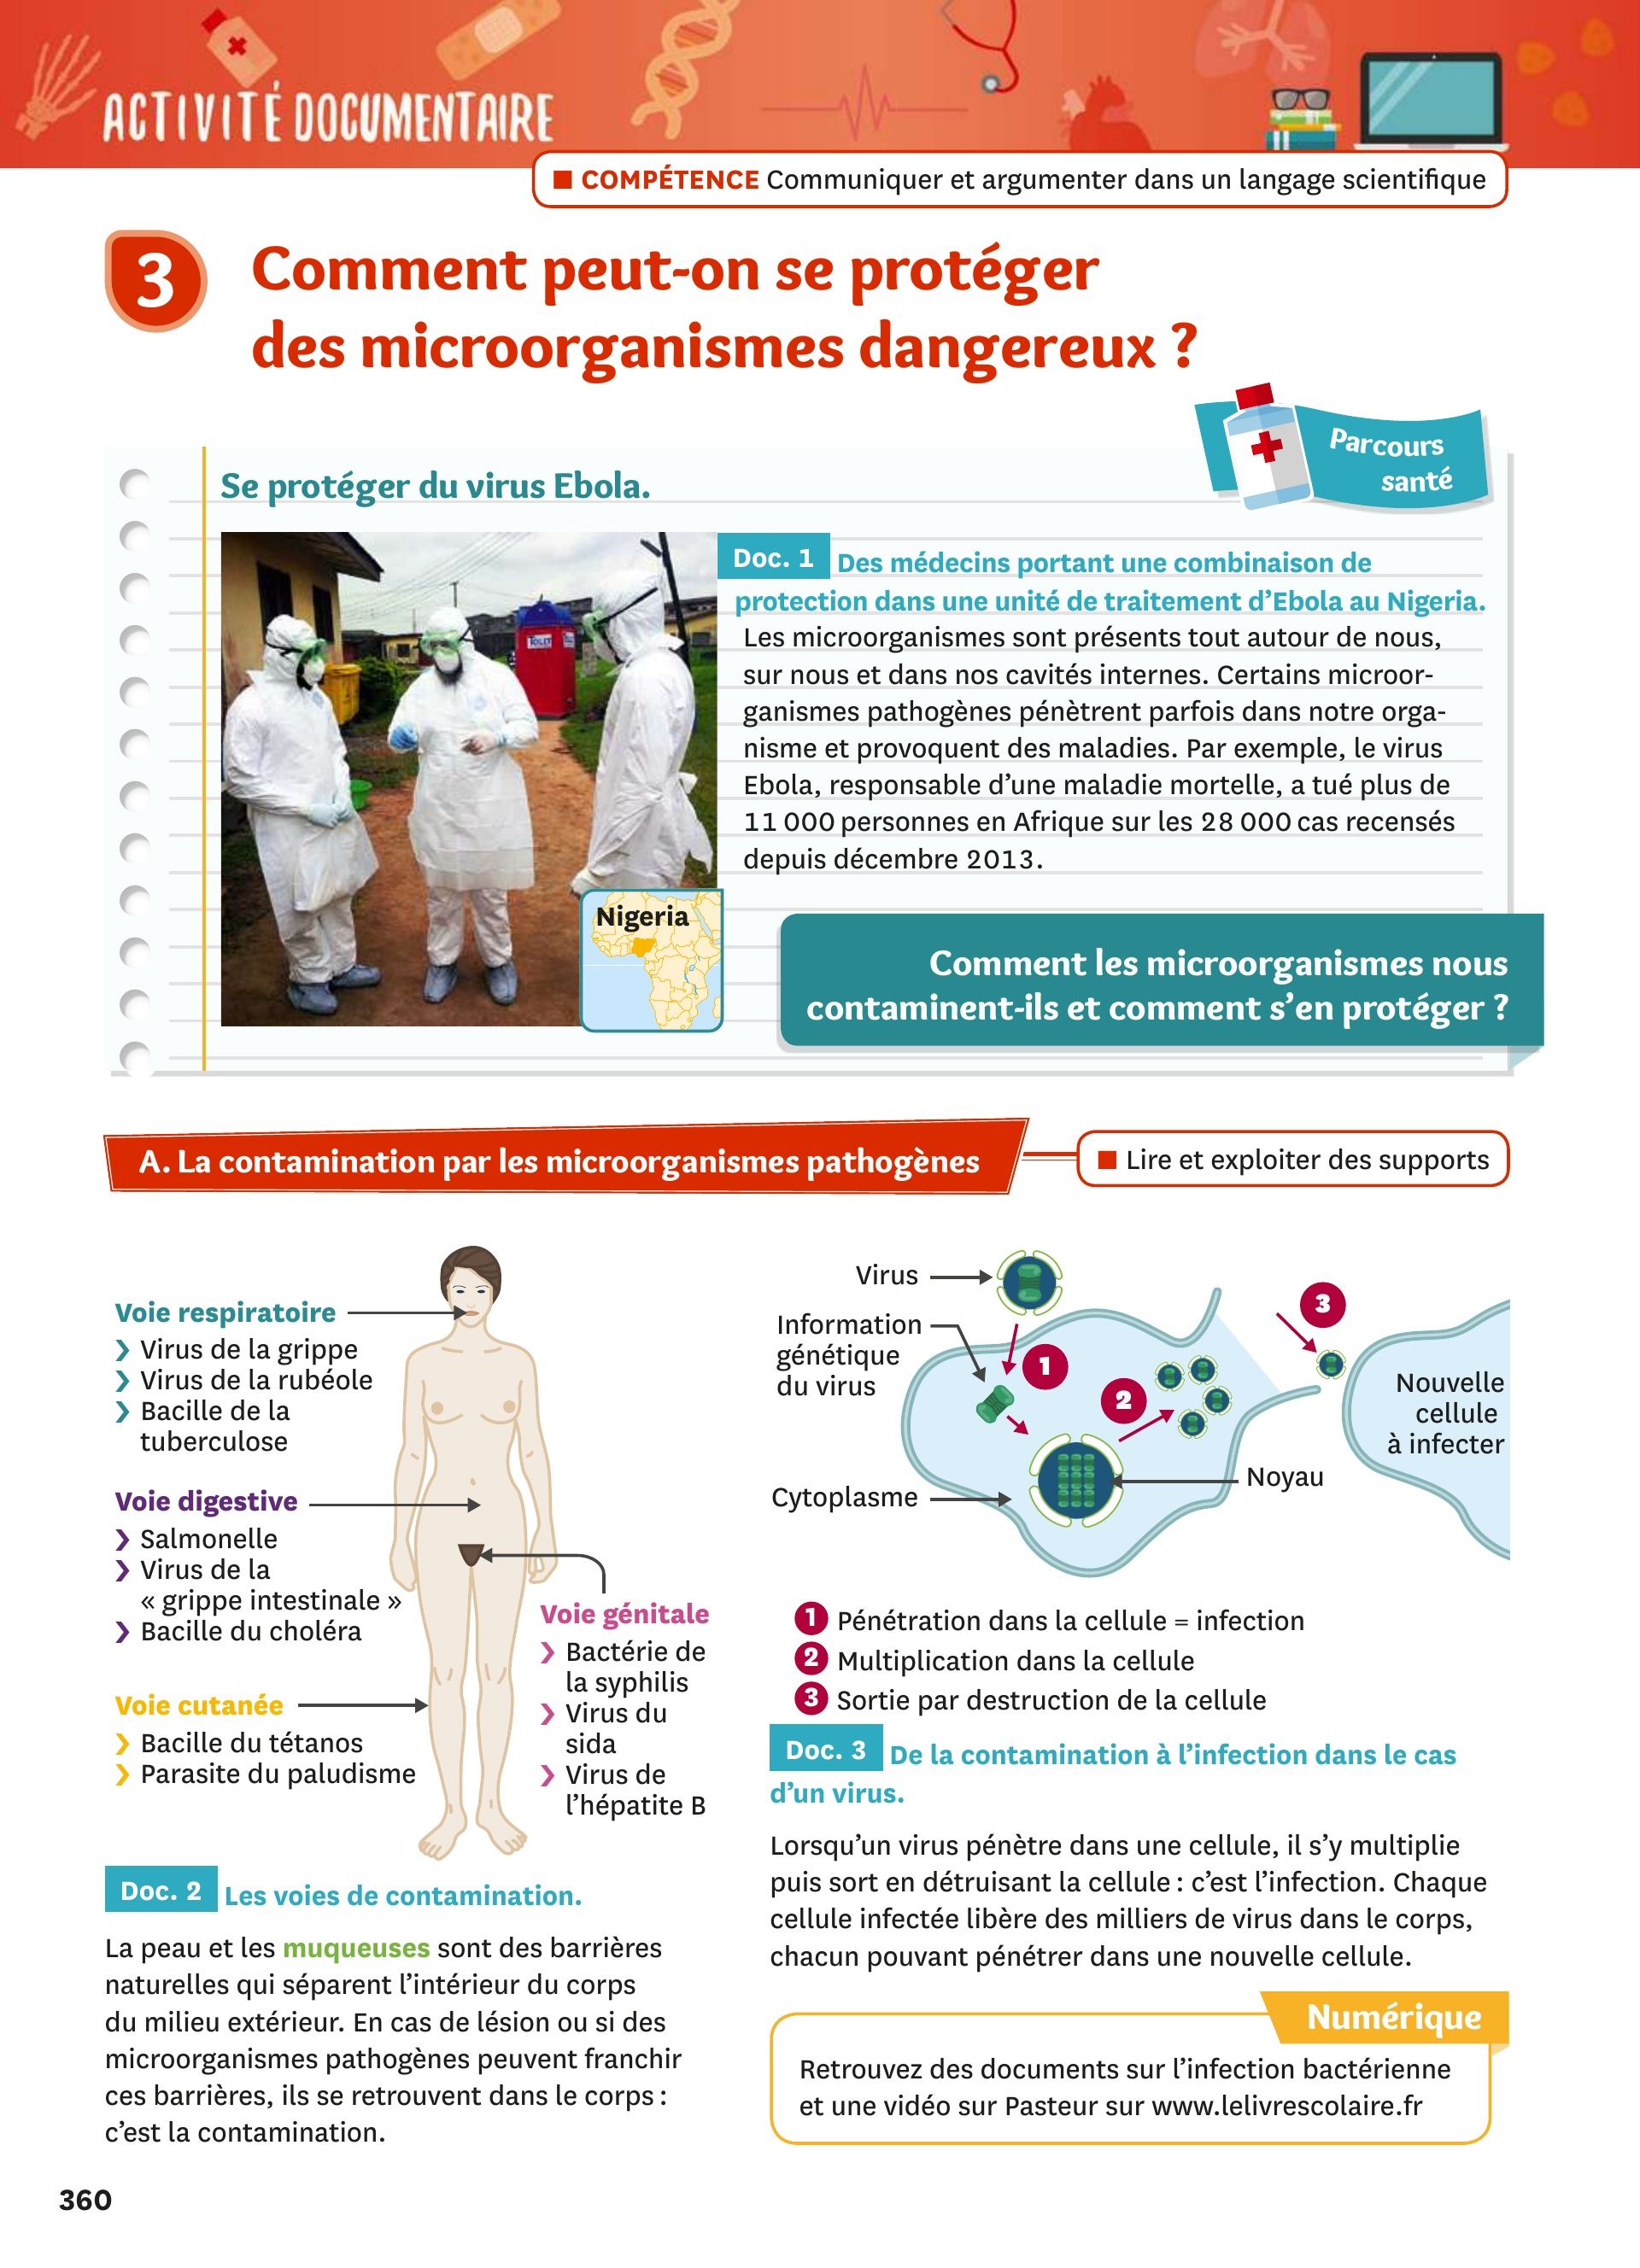 ACTIVITÉ DOCUMENTAIRE
■ COMPÉTENCE Communiquer et argumenter dans un langage scientifique
3
Comment peut-on se protéger
des microorganismes dangereux ?
Parcours
santé
Se protéger du virus Ebola.
TOILET
Nigeria
Doc. 1 Des médecins portant une combinaison de
protection dans une unité de traitement d’Ebola au Nigeria.
Les microorganismes sont présents tout autour de nous,
sur nous et dans nos cavités internes. Certains microor-
ganismes pathogènes pénètrent parfois dans notre orga-
nisme et provoquent des maladies. Par exemple, le virus
Ebola, responsable d’une maladie mortelle, a tué plus de
11 000 personnes en Afrique sur les 28 000 cas recensés
depuis décembre 2013.
Comment les microorganismes nous
contaminent-ils et comment s’en protéger ?
A. La contamination par les microorganismes pathogènes
■ Lire et exploiter des supports
Voie respiratoire
❯ Virus de la grippe
❯ Virus de la rubéole
❯ Bacille de la
tuberculose
Voie digestive
❯ Salmonelle
❯ Virus de la
« grippe intestinale »
❯ Bacille du choléra
Voie cutanée
❯ Bacille du tétanos
❯ Parasite du paludisme
Voie génitale
❯ Bactérie de
la syphilis
❯ Virus du
sida
❯ Virus de
l’hépatite B
Doc. 2 Les voies de contamination.
La peau et les muqueuses sont des barrières
naturelles qui séparent l’intérieur du corps
du milieu extérieur. En cas de lésion ou si des
microorganismes pathogènes peuvent franchir
ces barrières, ils se retrouvent dans le corps :
c’est la contamination.
Virus
Information
génétique
du virus
Cytoplasme
1
2
3
Noyau
Nouvelle
cellule
à infecter
1 Pénétration dans la cellule = infection
2 Multiplication dans la cellule
3 Sortie par destruction de la cellule
Doc. 3 De la contamination à l’infection dans le cas
d’un virus.
Lorsqu’un virus pénètre dans une cellule, il s’y multiplie
puis sort en détruisant la cellule : c’est l’infection. Chaque
cellule infectée libère des milliers de virus dans le corps,
chacun pouvant pénétrer dans une nouvelle cellule.
Numérique
Retrouvez des documents sur l’infection bactérienne
et une vidéo sur Pasteur sur www.lelivrescolaire.fr
360